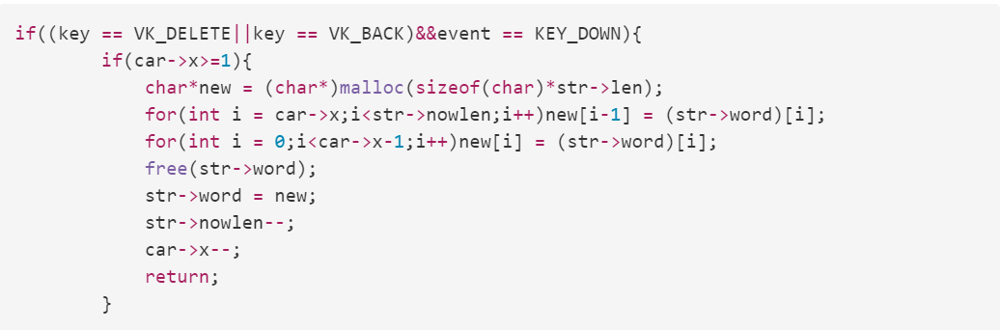 if((key == VK_DELETE||key == VK_BACK)&&event == KEY_DOWN){
        if(car->x>=1){
            char*new = (char*)malloc(sizeof(char)*str->len);
            for(int i = car->x;i<str->nowlen;i++)new[i-1] = (str->word)[i];
            for(int i = 0;i<car->x-1;i++)new[i] = (str->word)[i];
            free(str->word);
            str->word = new;
            str->nowlen--;
            car->x--;
            return;
        }